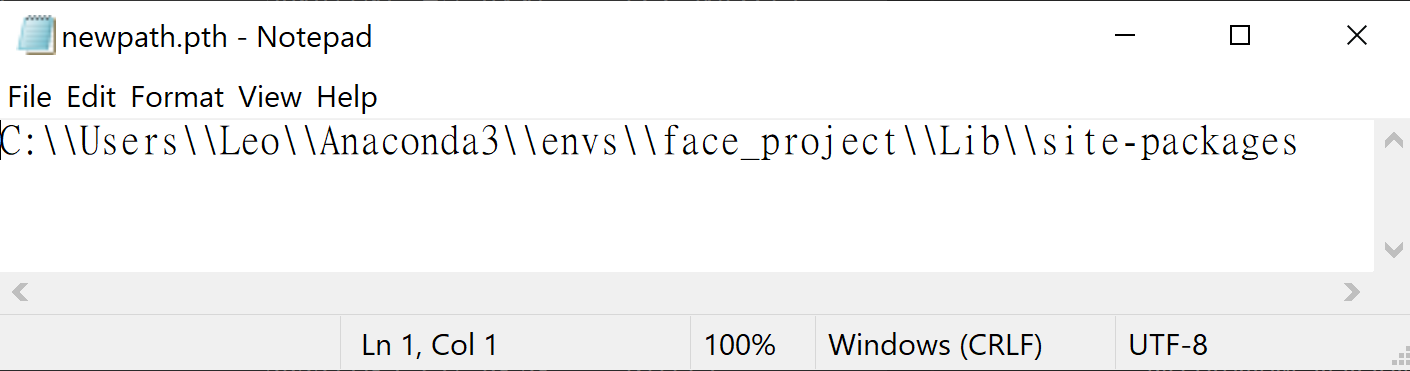 newpath.pth - Notepad
File Edit Format View Help
C:\\Users\\Leo\\Anaconda3\\envs\\face_project\\Lib\\site-packages
Ln 1, Col 1 100% Windows (CRLF) UTF-8